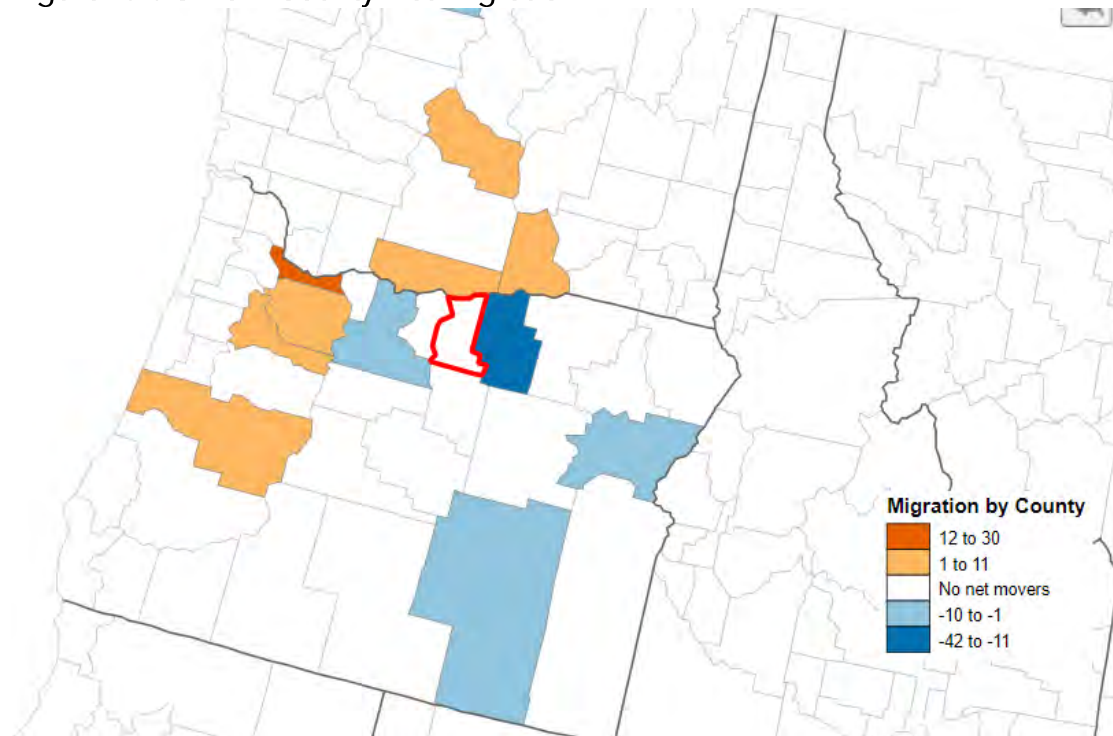 Migration by County
12 to 30
1 to 11
No net movers
-10 to -1
-42 to -11